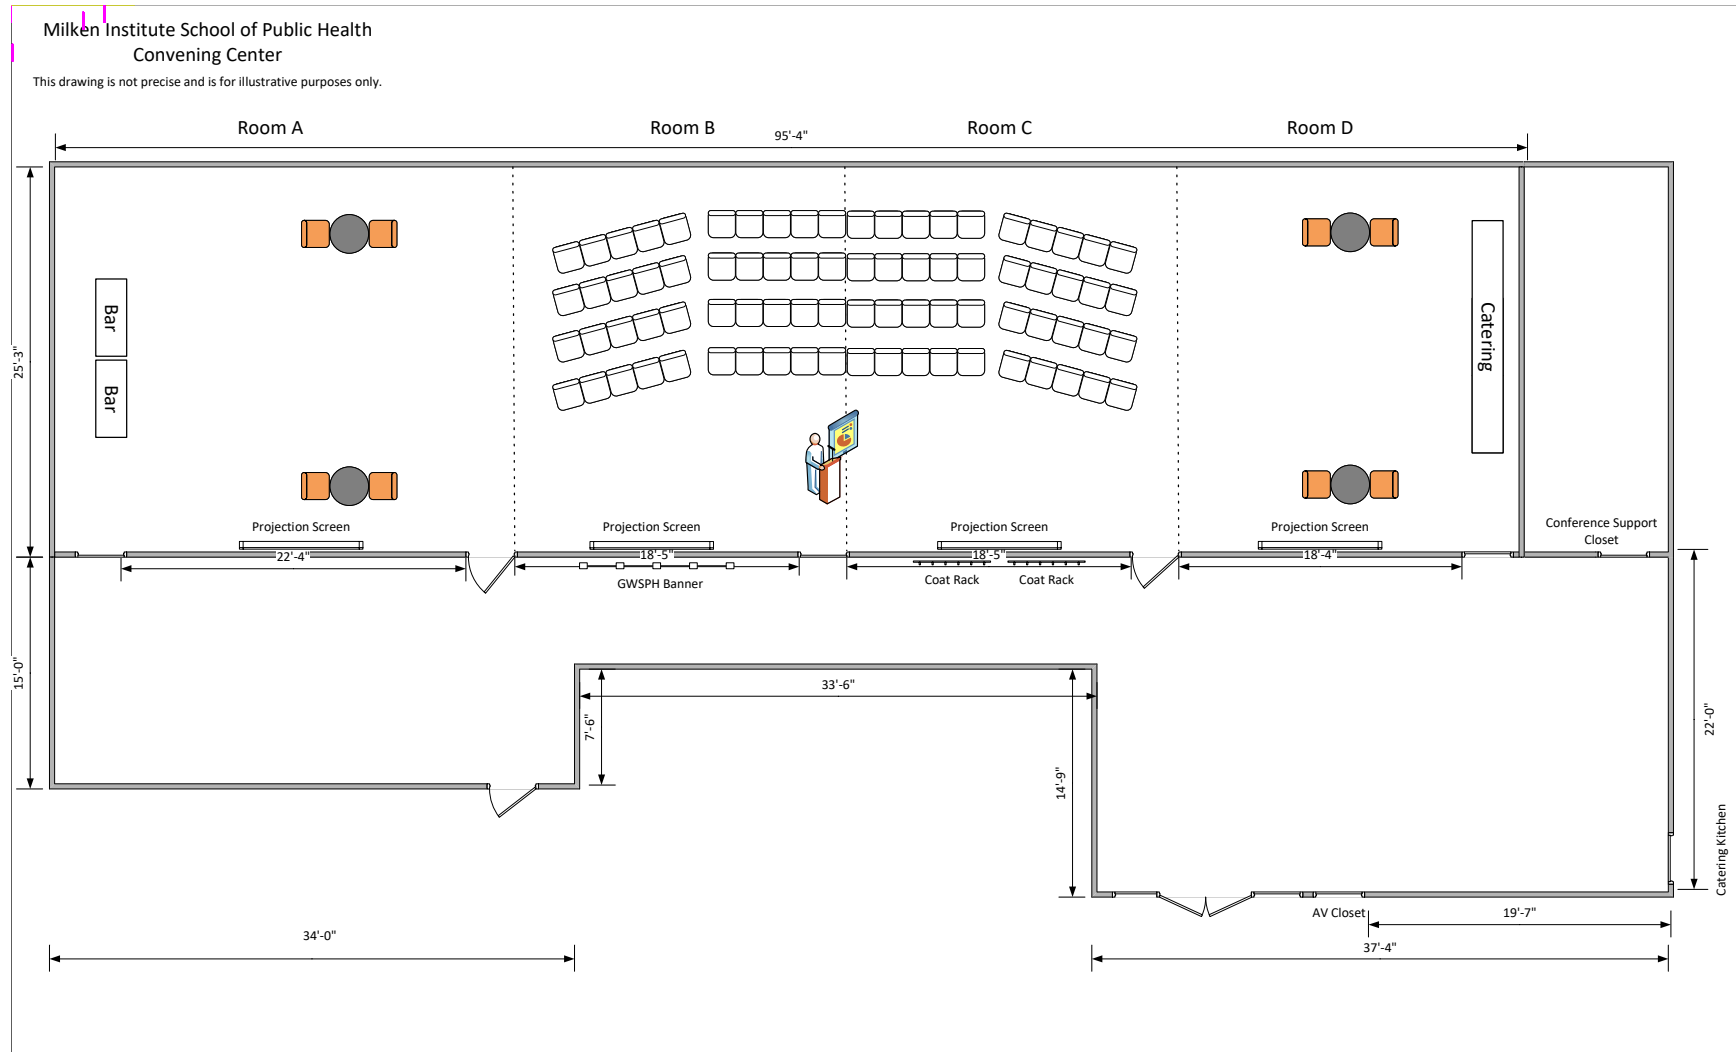 Milken Institute School of Public Health
Convening Center
This drawing is not precise and is for illustrative purposes only.
Room A
Room B
Room C
Room D
95'-4"
25'-3"
Bar
Bar
Catering
Projection Screen
Projection Screen
Projection Screen
Projection Screen
Conference Support
Closet
22'-4"
18'-5"
18'-5"
18'-4"
GWSPH Banner
Coat Rack
Coat Rack
15'-0"
33'-6"
7'-6"
14'-9"
22'-0"
Catering Kitchen
AV Closet
19'-7"
34'-0"
37'-4"